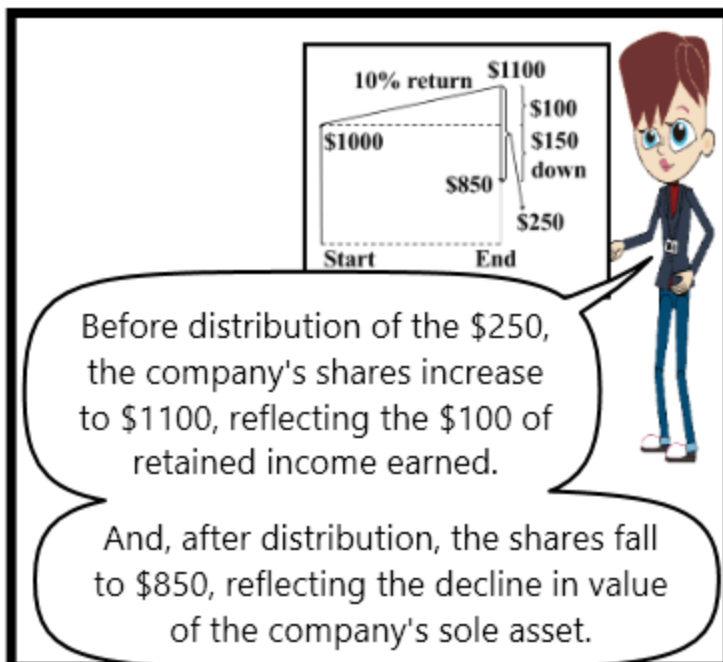 $1100
10% return
$100
$1000
$150
down
$850
$250
Start End
Before distribution of the $250,
the company's shares increase
to $1100, reflecting the $100 of
retained income earned.
And, after distribution, the shares fall
to $850, reflecting the decline in value
of the company's sole asset.